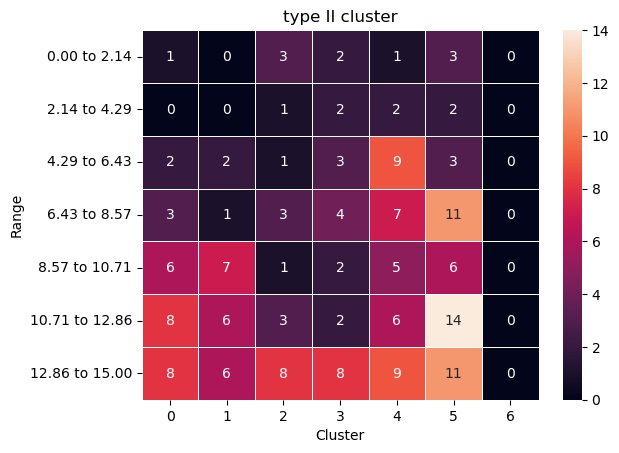 type II cluster
0.00 to 2.14 1 0 3 2 1 3 0
2.14 to 4.29 0 0 1 2 2 2 0
4.29 to 6.43 2 2 1 3 9 3 0
6.43 to 8.57 3 1 3 4 7 11 0
8.57 to 10.71 6 7 1 2 5 6 0
10.71 to 12.86 8 6 3 2 6 14 0
12.86 to 15.00 8 6 8 8 9 11 0
0 1 2 3 4 5 6
Cluster
Range
14
12
10
8
6
4
2
0